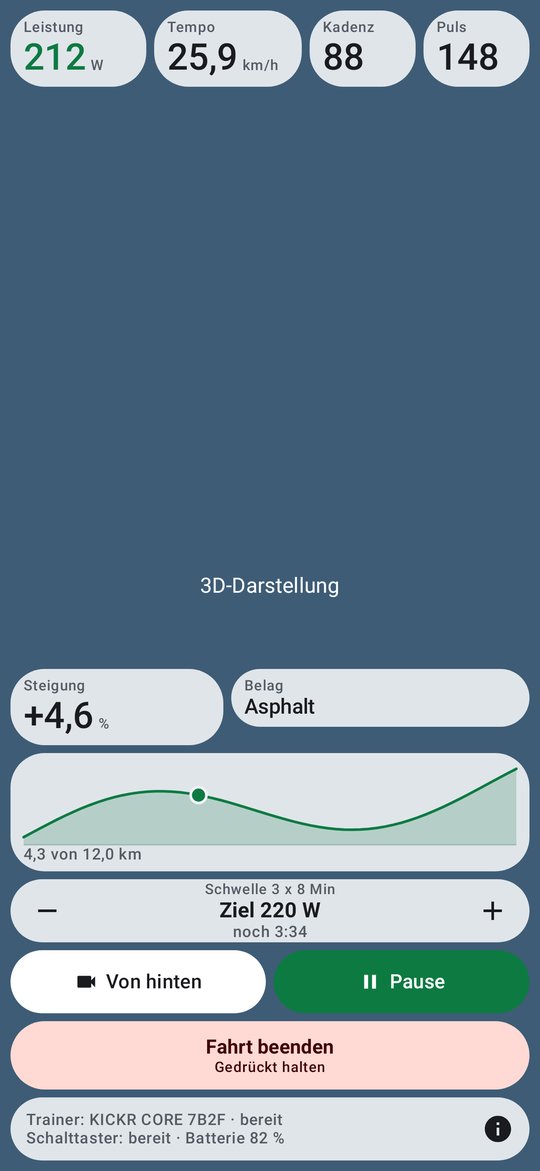 Leistung
212 W
Tempo
25,9 km/h
Kadenz
88
Puls
148
3D-Darstellung
Steigung
+4,6 %
Belag
Asphalt
4,3 von 12,0 km
Schwelle 3 x 8 Min
− Ziel 220 W +
noch 3:34
Von hinten
Pause
Fahrt beenden
Gedrückt halten
Trainer: KICKR CORE 7B2F · bereit
Schalttaster: bereit · Batterie 82 %